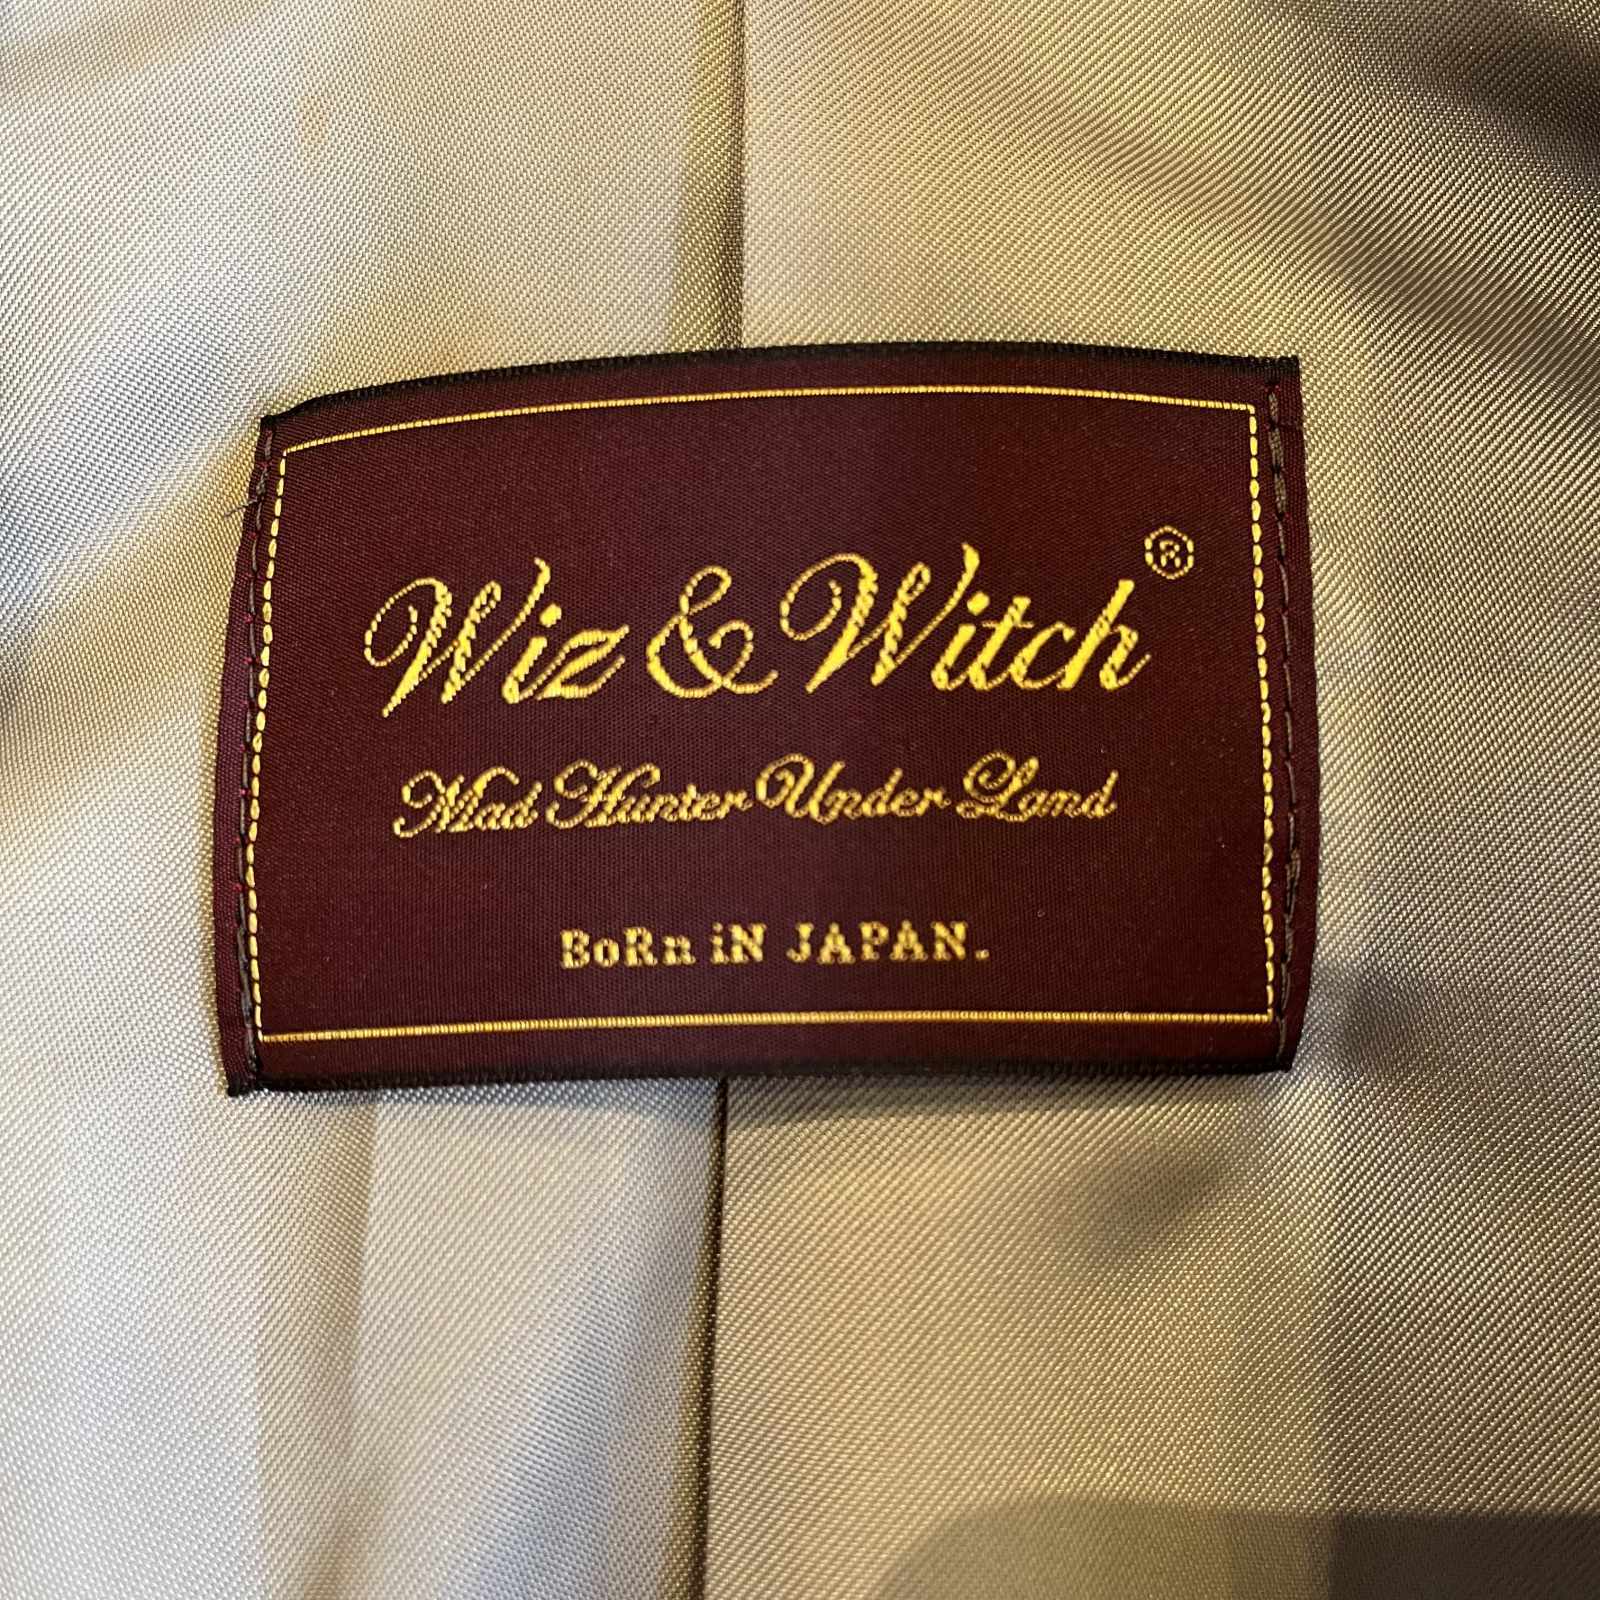 Wiz & Witch ®
Mad Hunter Under Land
BoRn iN JAPAN.